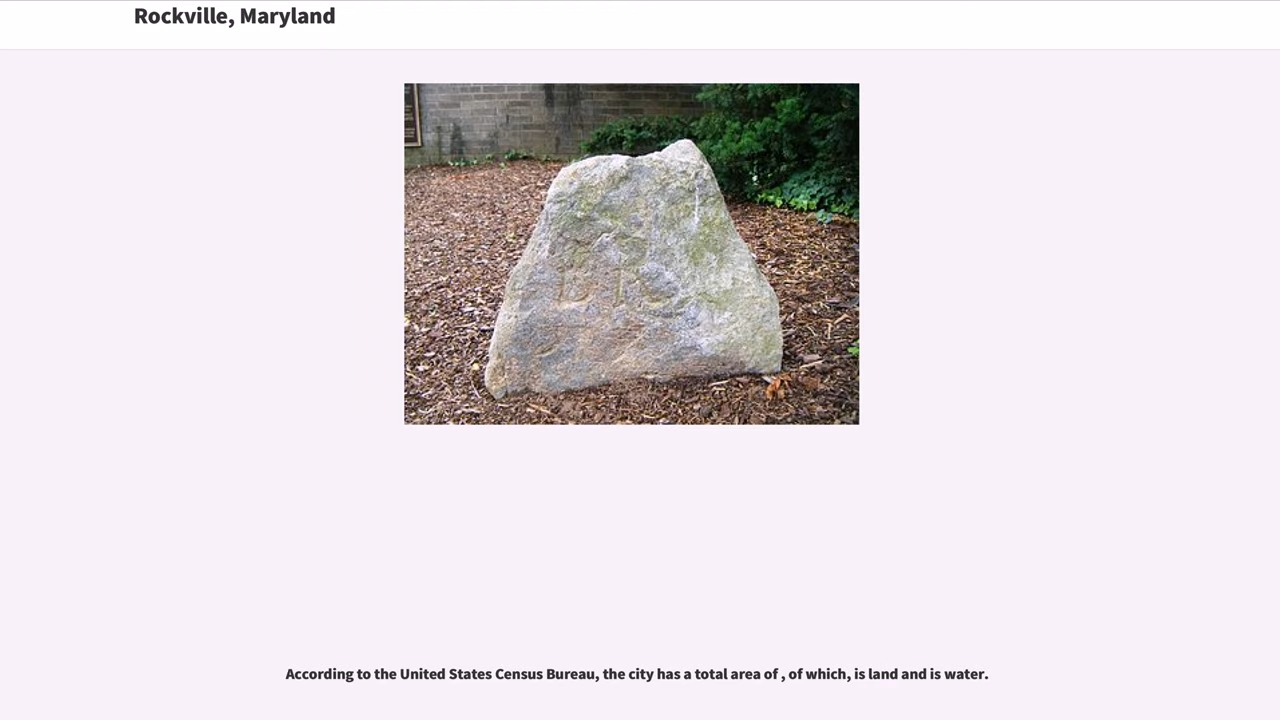 Rockville, Maryland
BR
According to the United States Census Bureau, the city has a total area of , of which, is land and is water.